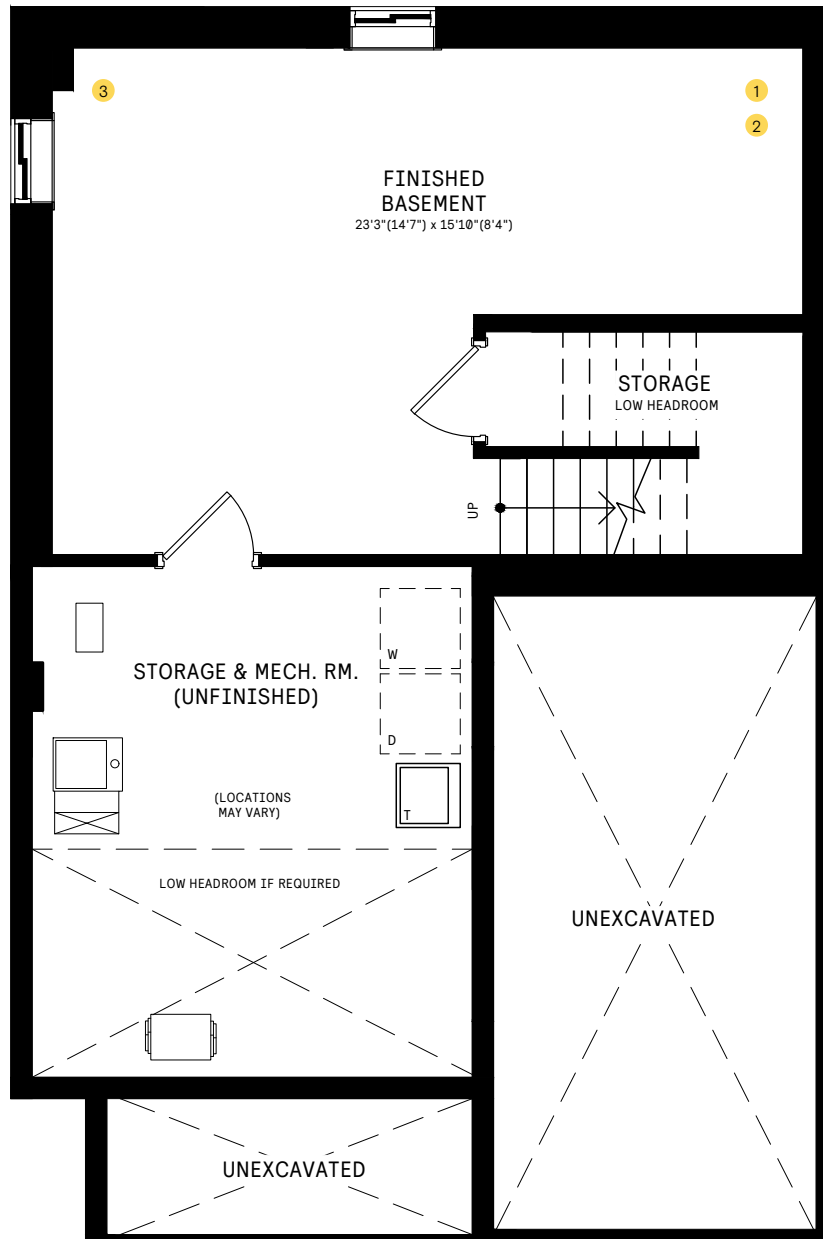 3
1
2
FINISHED
BASEMENT
23'3"(14'7") x 15'10"(8'4")
STORAGE
LOW HEADROOM
UP
W
STORAGE & MECH. RM.
(UNFINISHED)
D
(LOCATIONS
MAY VARY)
T
LOW HEADROOM IF REQUIRED
UNEXCAVATED
UNEXCAVATED